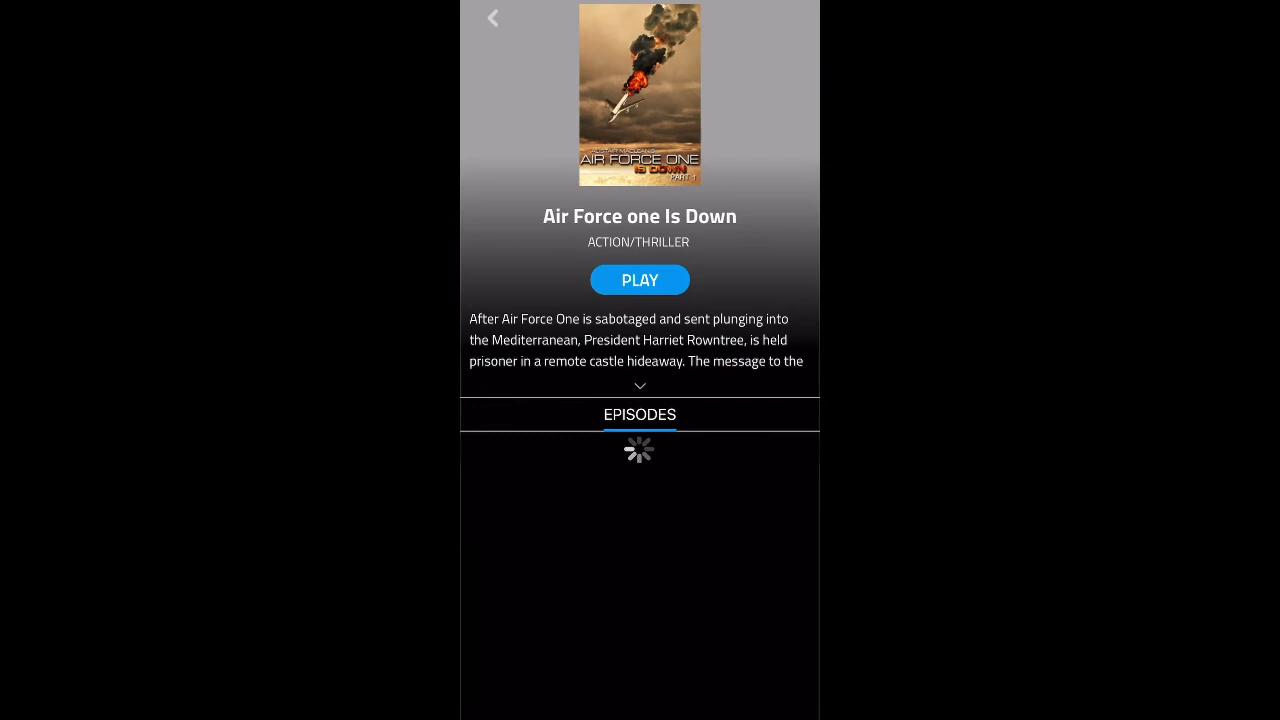 ALISTAIR MACLEAN'S
AIR FORCE ONE
IS DOWN
PART 1
Air Force one Is Down
ACTION/THRILLER
PLAY
After Air Force One is sabotaged and sent plunging into
the Mediterranean, President Harriet Rowntree, is held
prisoner in a remote castle hideaway. The message to the
EPISODES